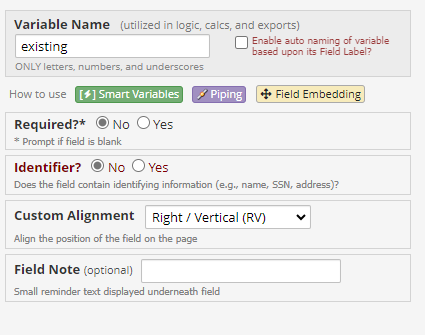 Variable Name (utilized in logic, calcs, and exports)
existing
Enable auto naming of variable
based upon its Field Label?
ONLY letters, numbers, and underscores
How to use [⚡] Smart Variables Piping Field Embedding
Required?* No Yes
* Prompt if field is blank
Identifier? No Yes
Does the field contain identifying information (e.g., name, SSN, address)?
Custom Alignment Right / Vertical (RV)
Align the position of the field on the page
Field Note (optional)
Small reminder text displayed underneath field